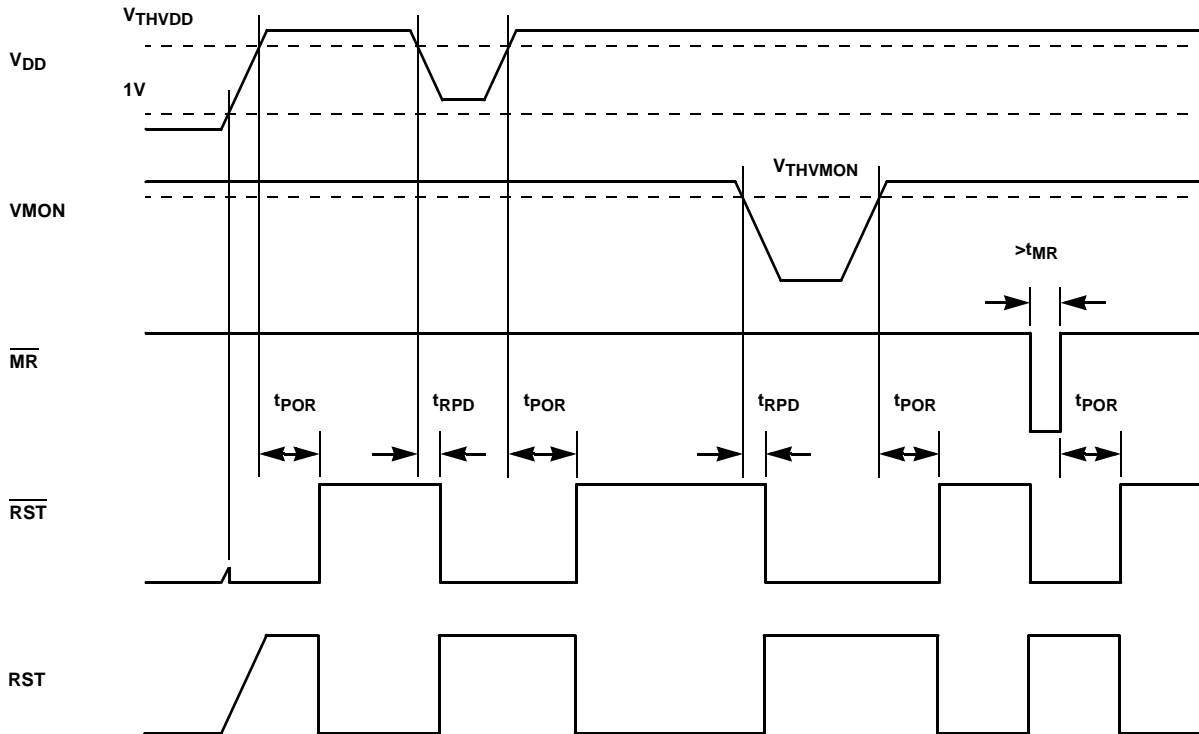 VTHVDD
VDD
1V
VTHVMON
VMON
>tMR
MR
tPOR
tRPD
tPOR
tRPD
tPOR
tPOR
RST
RST